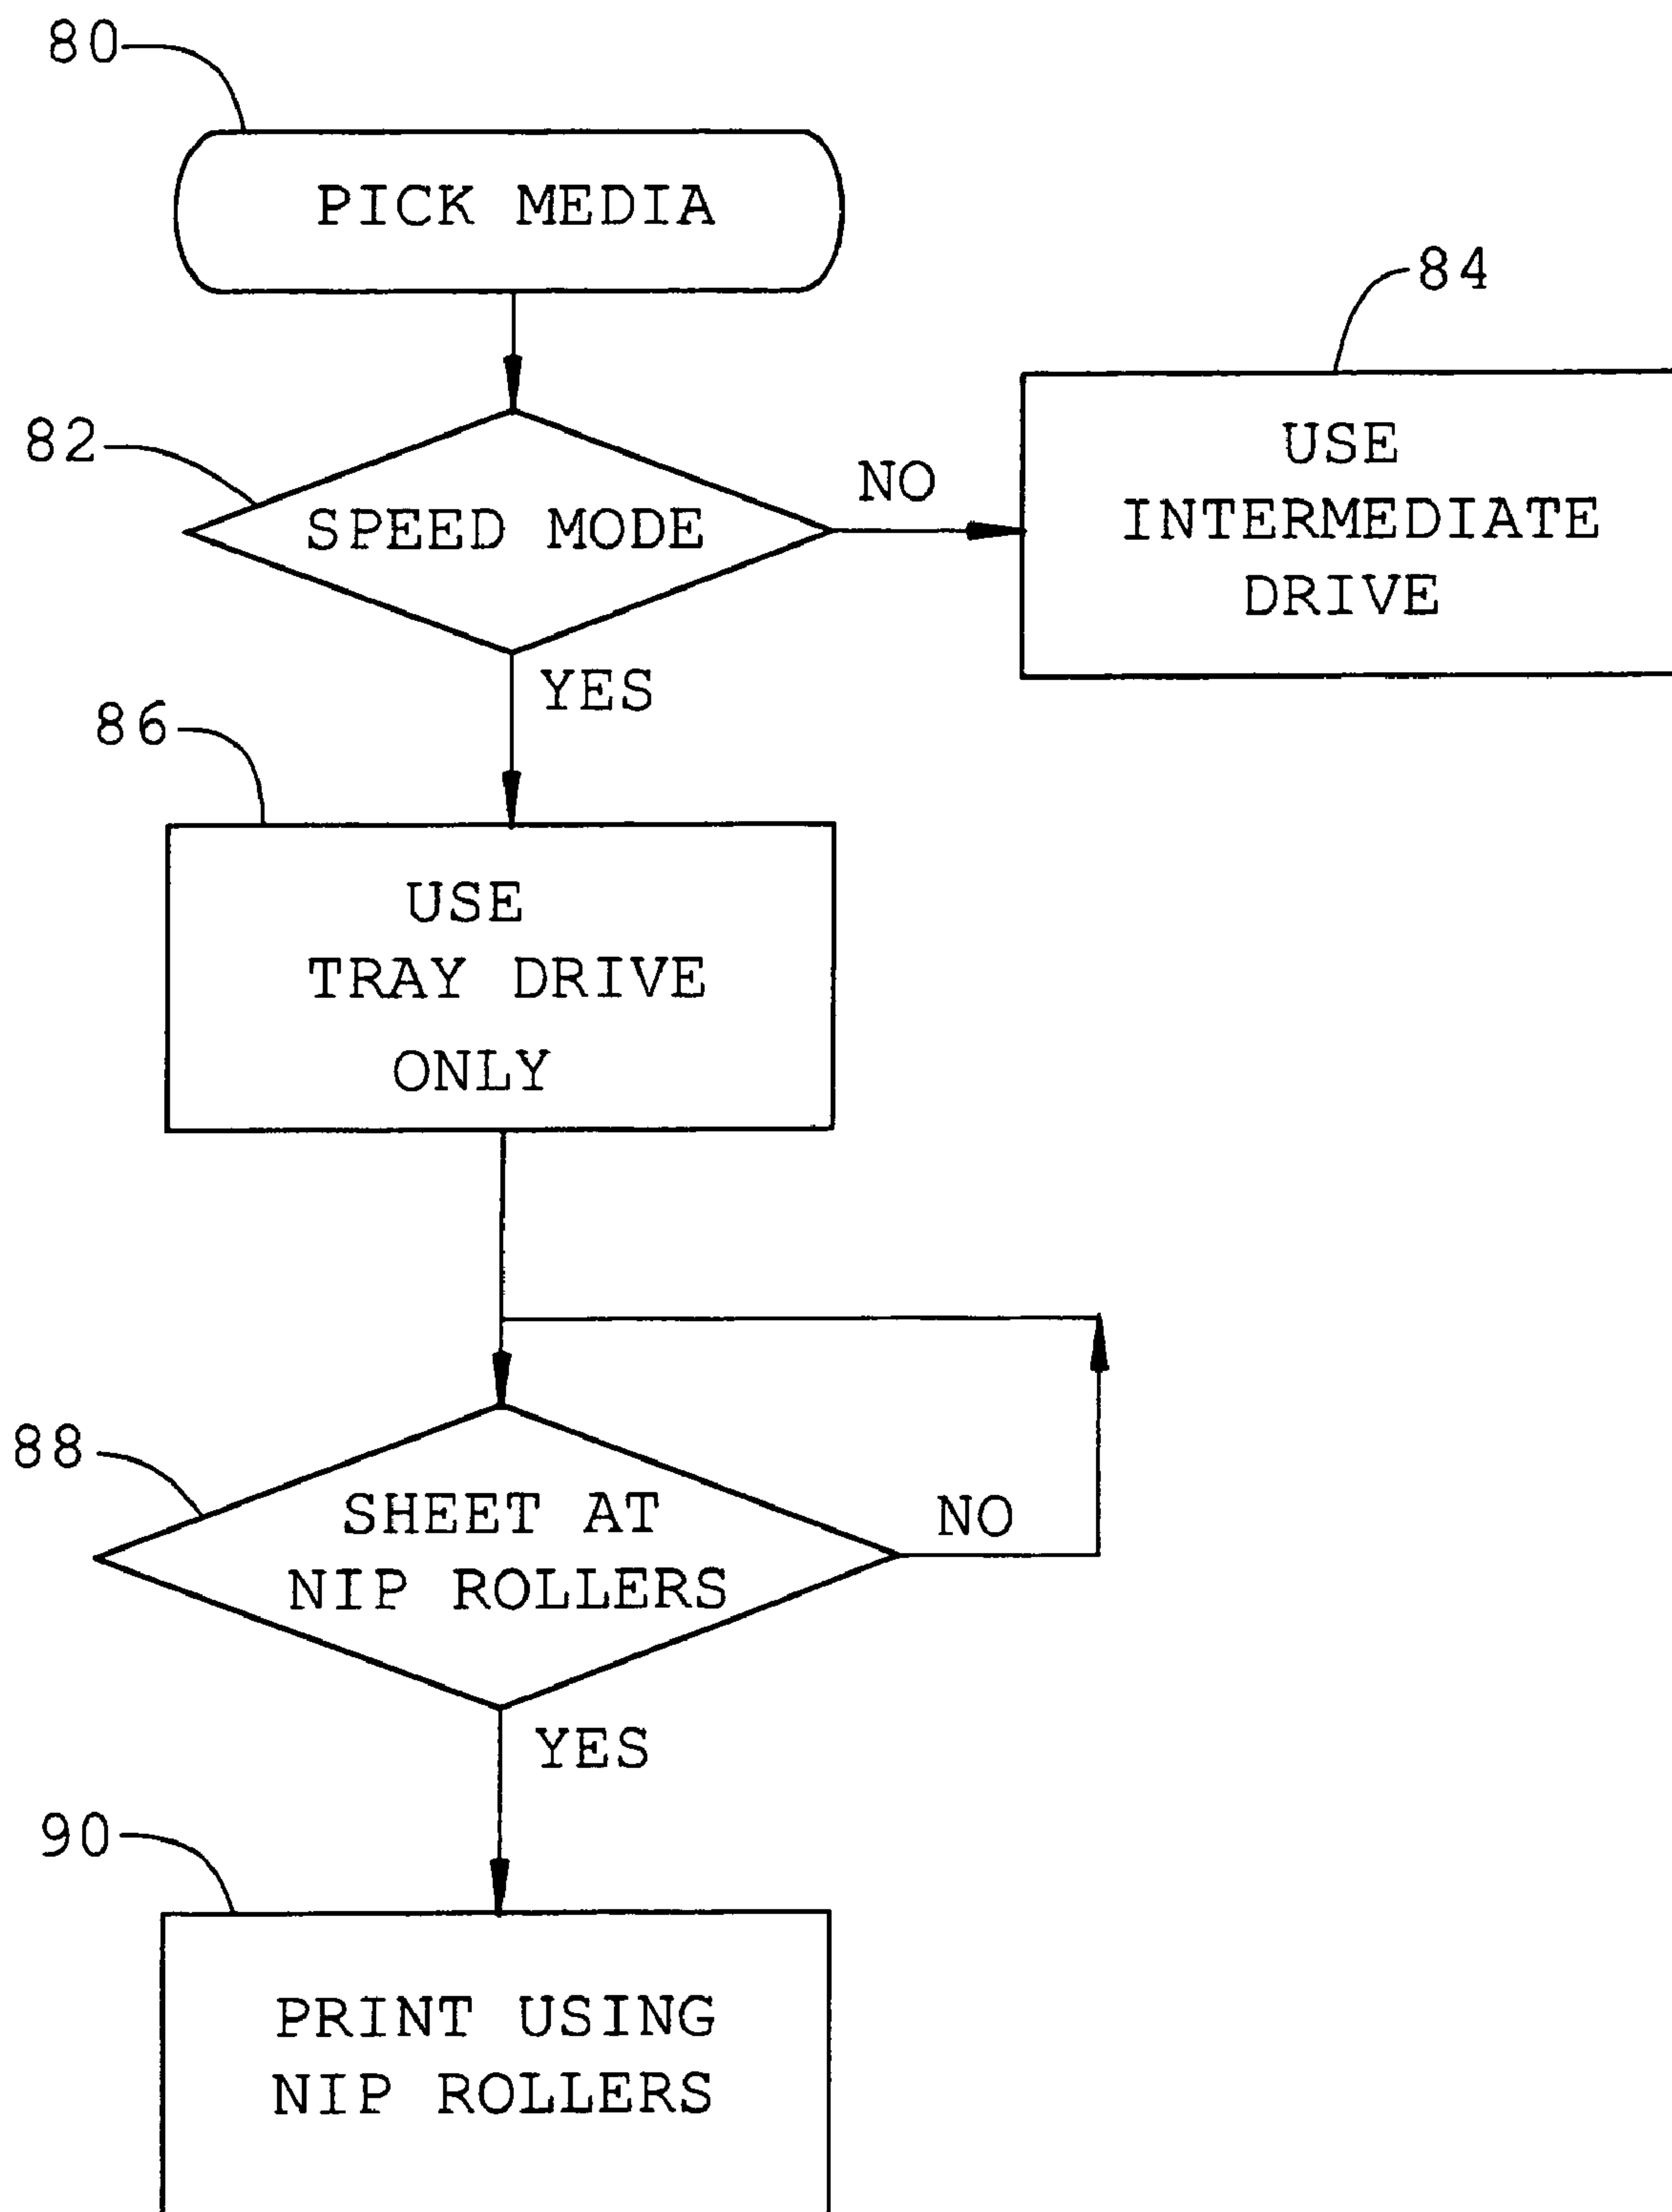 80
PICK MEDIA
84
82
SPEED MODE
NO
USE
INTERMEDIATE
DRIVE
YES
86
USE
TRAY DRIVE
ONLY
88
SHEET AT
NIP ROLLERS
NO
YES
90
PRINT USING
NIP ROLLERS